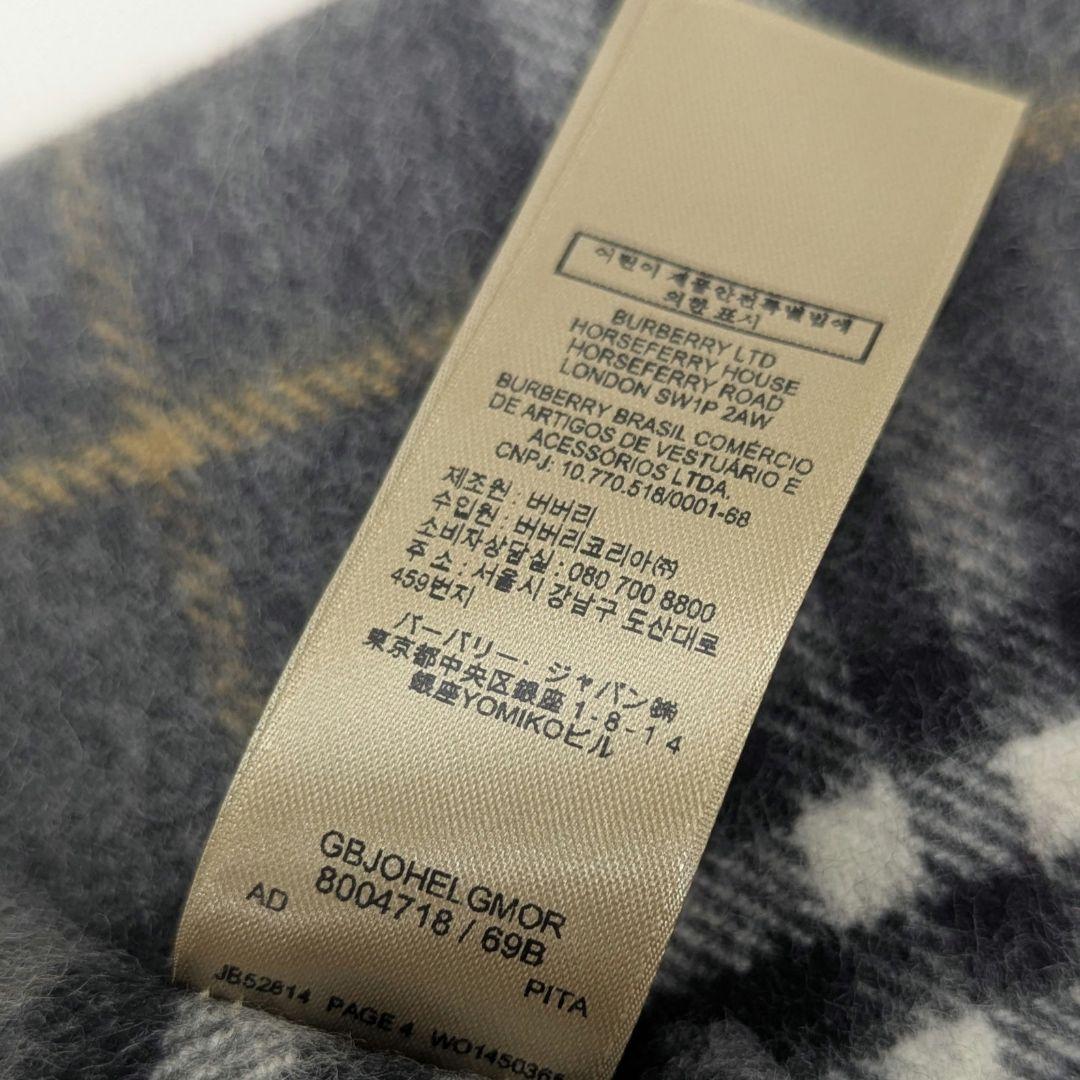 어린이 제품안전특별법에
의한 표지
BURBERRY LTD
HORSEFERRY HOUSE
HORSEFERRY ROAD
LONDON SW1P 2AW
BURBERRY BRASIL COMÉRCIO
DE ARTIGOS DE VESTUÁRIO E
ACESSÓRIOS LTDA.
CNPJ: 10.770.518/0001-68
제조원 : 버버리
수입원 : 버버리코리아㈜
소비자상담실 : 080 700 8800
주 소 : 서울시 강남구 도산대로
459번지
バーバリー・ジャパン㈱
東京都中央区銀座 1-8-14
銀座YOMIKOビル
GBJOHELGMOR
8004718 / 69B
AD
PITA
JB52814 PAGE 4 WO1450365